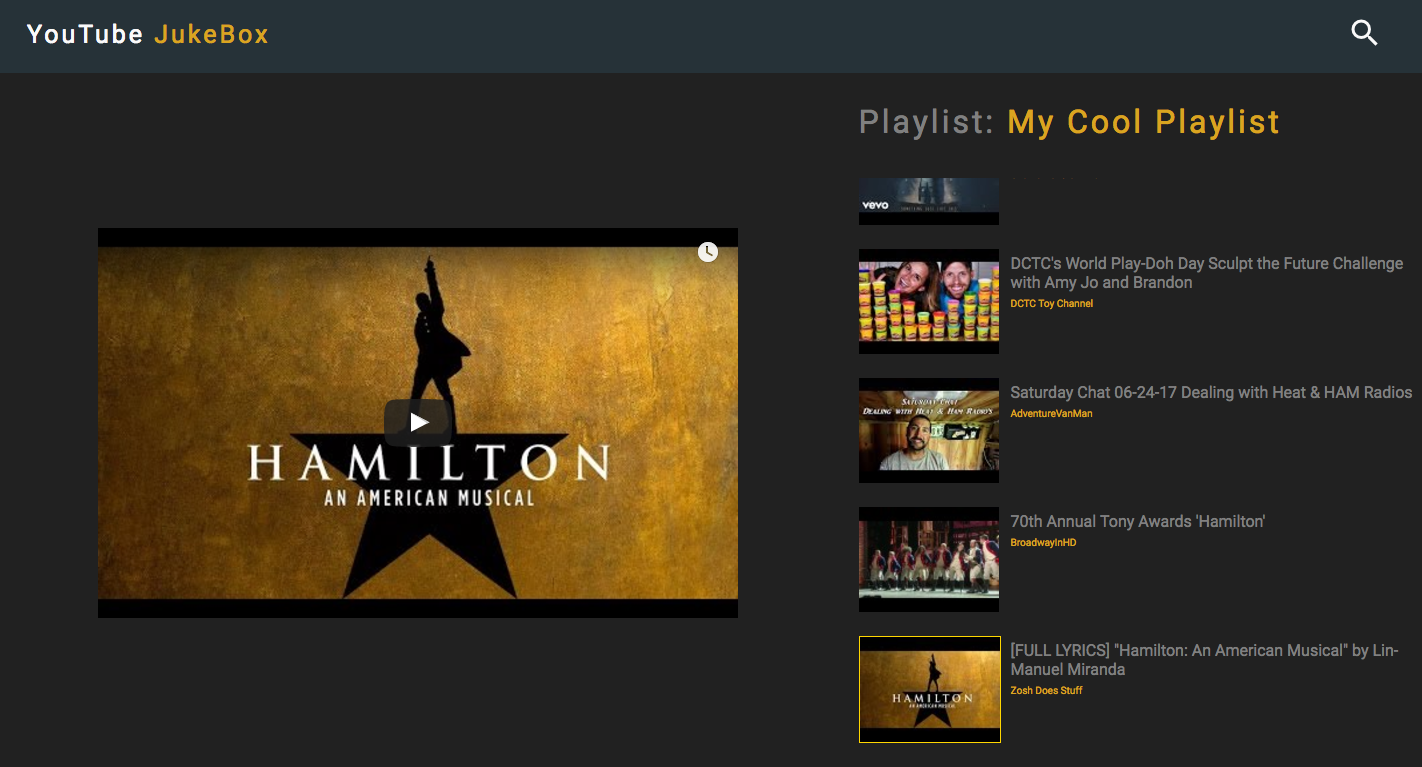 YouTube JukeBox
Playlist: My Cool Playlist
vevo
DCTC's World Play-Doh Day Sculpt the Future Challenge
with Amy Jo and Brandon
DCTC Toy Channel
SATURDAY CHAT
DEALING WITH HEAT & HAM RADIO'S
Saturday Chat 06-24-17 Dealing with Heat & HAM Radios
AdventureVanMan
HAMILTON
AN AMERICAN MUSICAL
70th Annual Tony Awards 'Hamilton'
BroadwayInHD
HAMILTON
AN AMERICAN MUSICAL
[FULL LYRICS] "Hamilton: An American Musical" by Lin-
Manuel Miranda
Zosh Does Stuff